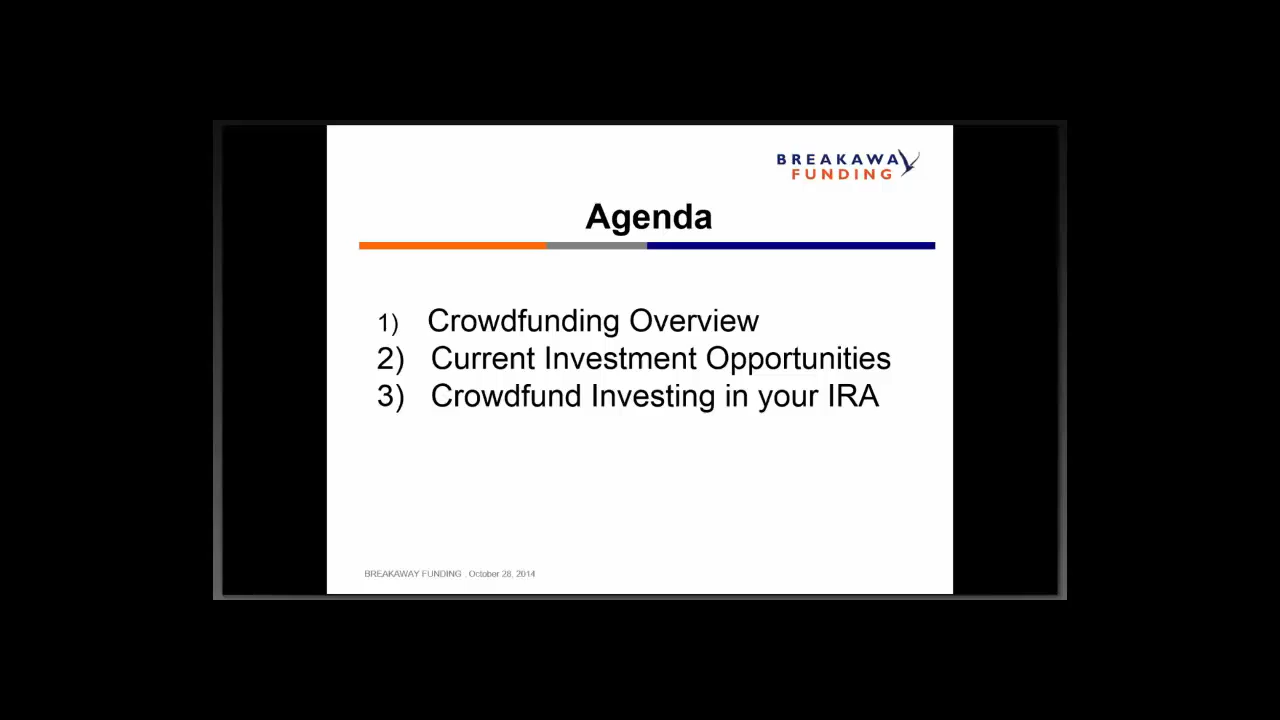 BREAKAWAY
FUNDING
Agenda
1) Crowdfunding Overview
2) Current Investment Opportunities
3) Crowdfund Investing in your IRA
BREAKAWAY FUNDING . October 28, 2014